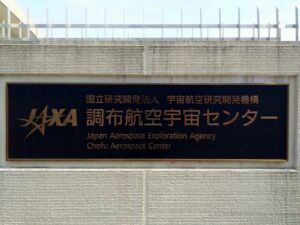 国立研究開発法人 宇宙航空研究開発機構
JAXA 調布航空宇宙センター
Japan Aerospace Exploration Agency
Chofu Aerospace Center